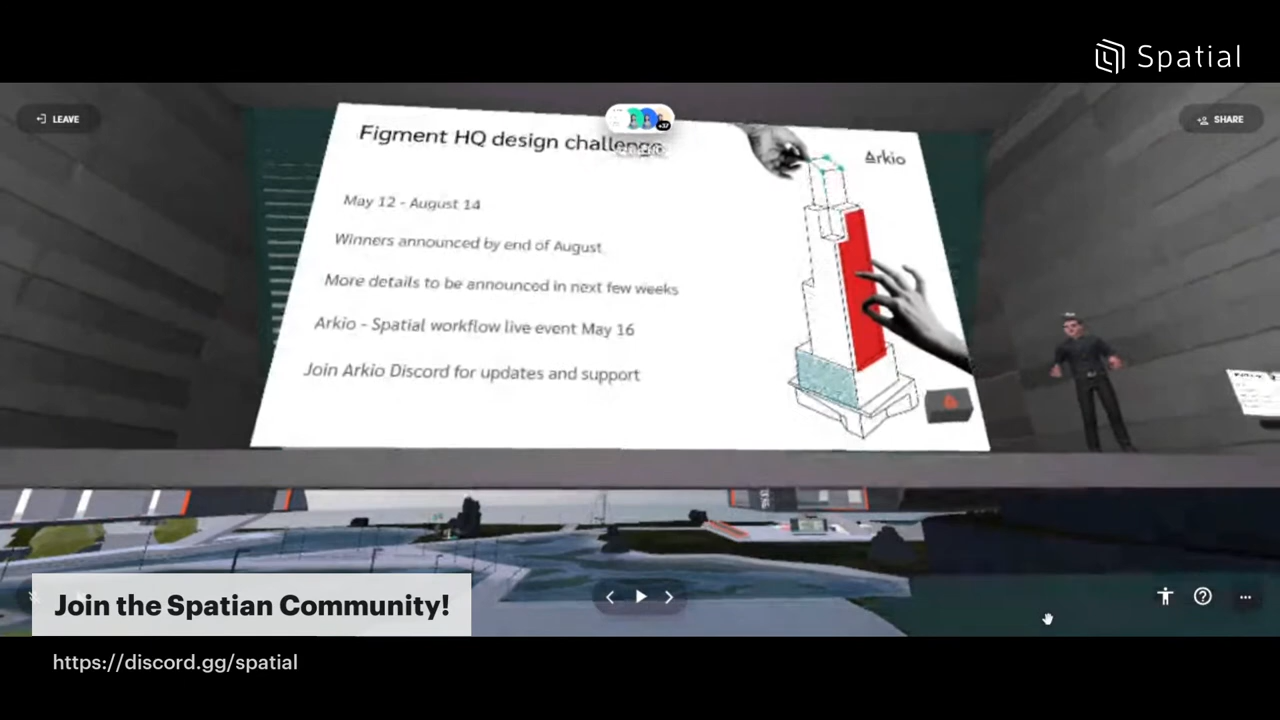 Spatial
LEAVE
SHARE
+37
Figment HQ design challenge
Arkio
May 12 - August 14
Winners announced by end of August
More details to be announced in next few weeks
Arkio - Spatial workflow live event May 16
Join Arkio Discord for updates and support
Join the Spatian Community!
https://discord.gg/spatial